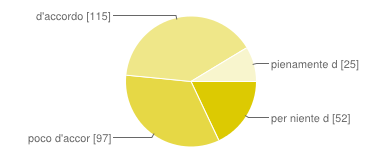 d'accordo [115]
pienamente d [25]
per niente d [52]
poco d'accor [97]